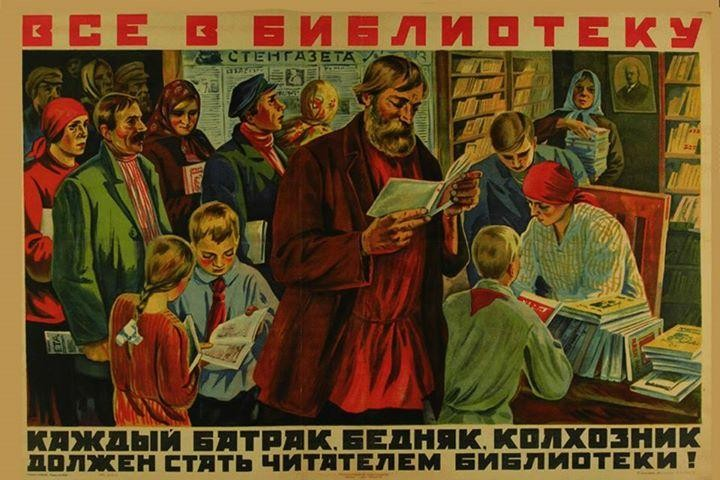 ВСЕ В БИБЛИОТЕКУ
СТЕНГАЗЕТА
КАЖДЫЙ БАТРАК, БЕДНЯК, КОЛХОЗНИК
ДОЛЖЕН СТАТЬ ЧИТАТЕЛЕМ БИБЛИОТЕКИ!